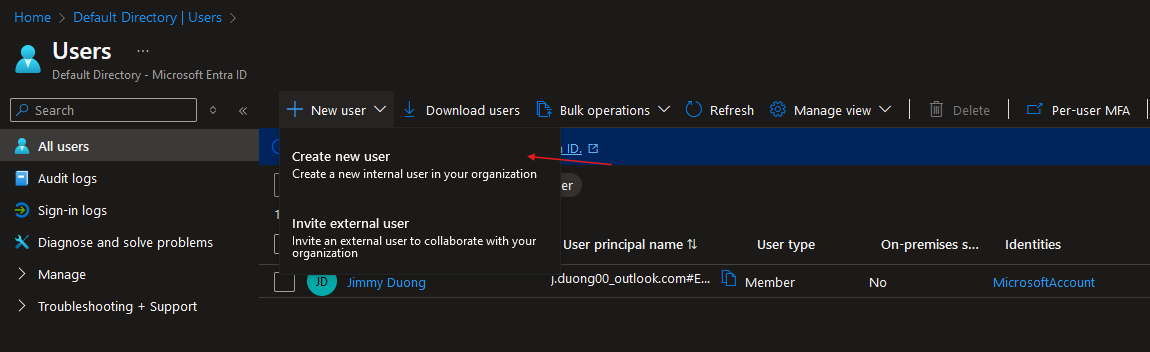 Home > Default Directory | Users >
Users ...
Default Directory - Microsoft Entra ID
Search
New user
Download users
Bulk operations
Refresh
Manage view
Delete
Per-user MFA
All users
Audit logs
Sign-in logs
Diagnose and solve problems
Manage
Troubleshooting + Support
Create new user
Create a new internal user in your organization
ID.
Invite external user
Invite an external user to collaborate with your
organization
User principal name
User type
On-premises s...
Identities
JD
Jimmy Duong
j.duong00_outlook.com#E...
Member
No
MicrosoftAccount